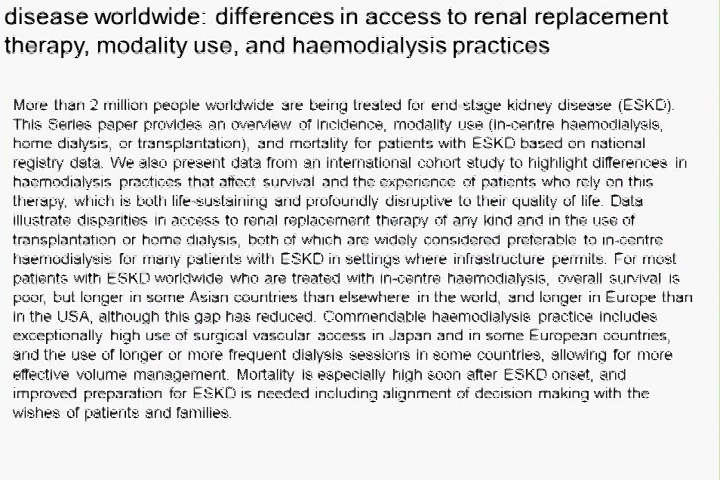 disease worldwide: differences in access to renal replacement
therapy, modality use, and haemodialysis practices
More than 2 million people worldwide are being treated for end-stage kidney disease (ESKD).
This Series paper provides an overview of incidence, modality use (in-centre haemodialysis,
home dialysis, or transplantation), and mortality for patients with ESKD based on national
registry data. We also present data from an international cohort study to highlight differences in
haemodialysis practices that affect survival and the experience of patients who rely on this
therapy, which is both life-sustaining and profoundly disruptive to their quality of life. Data
illustrate disparities in access to renal replacement therapy of any kind and in the use of
transplantation or home dialysis, both of which are widely considered preferable to in-centre
haemodialysis for many patients with ESKD in settings where infrastructure permits. For most
patients with ESKD worldwide who are treated with in-centre haemodialysis, overall survival is
poor, but longer in some Asian countries than elsewhere in the world, and longer in Europe than
in the USA, although this gap has reduced. Commendable haemodialysis practice includes
exceptionally high use of surgical vascular access in Japan and in some European countries,
and the use of longer or more frequent dialysis sessions in some countries, allowing for more
effective volume management. Mortality is especially high soon after ESKD onset, and
improved preparation for ESKD is needed including alignment of decision making with the
wishes of patients and families.